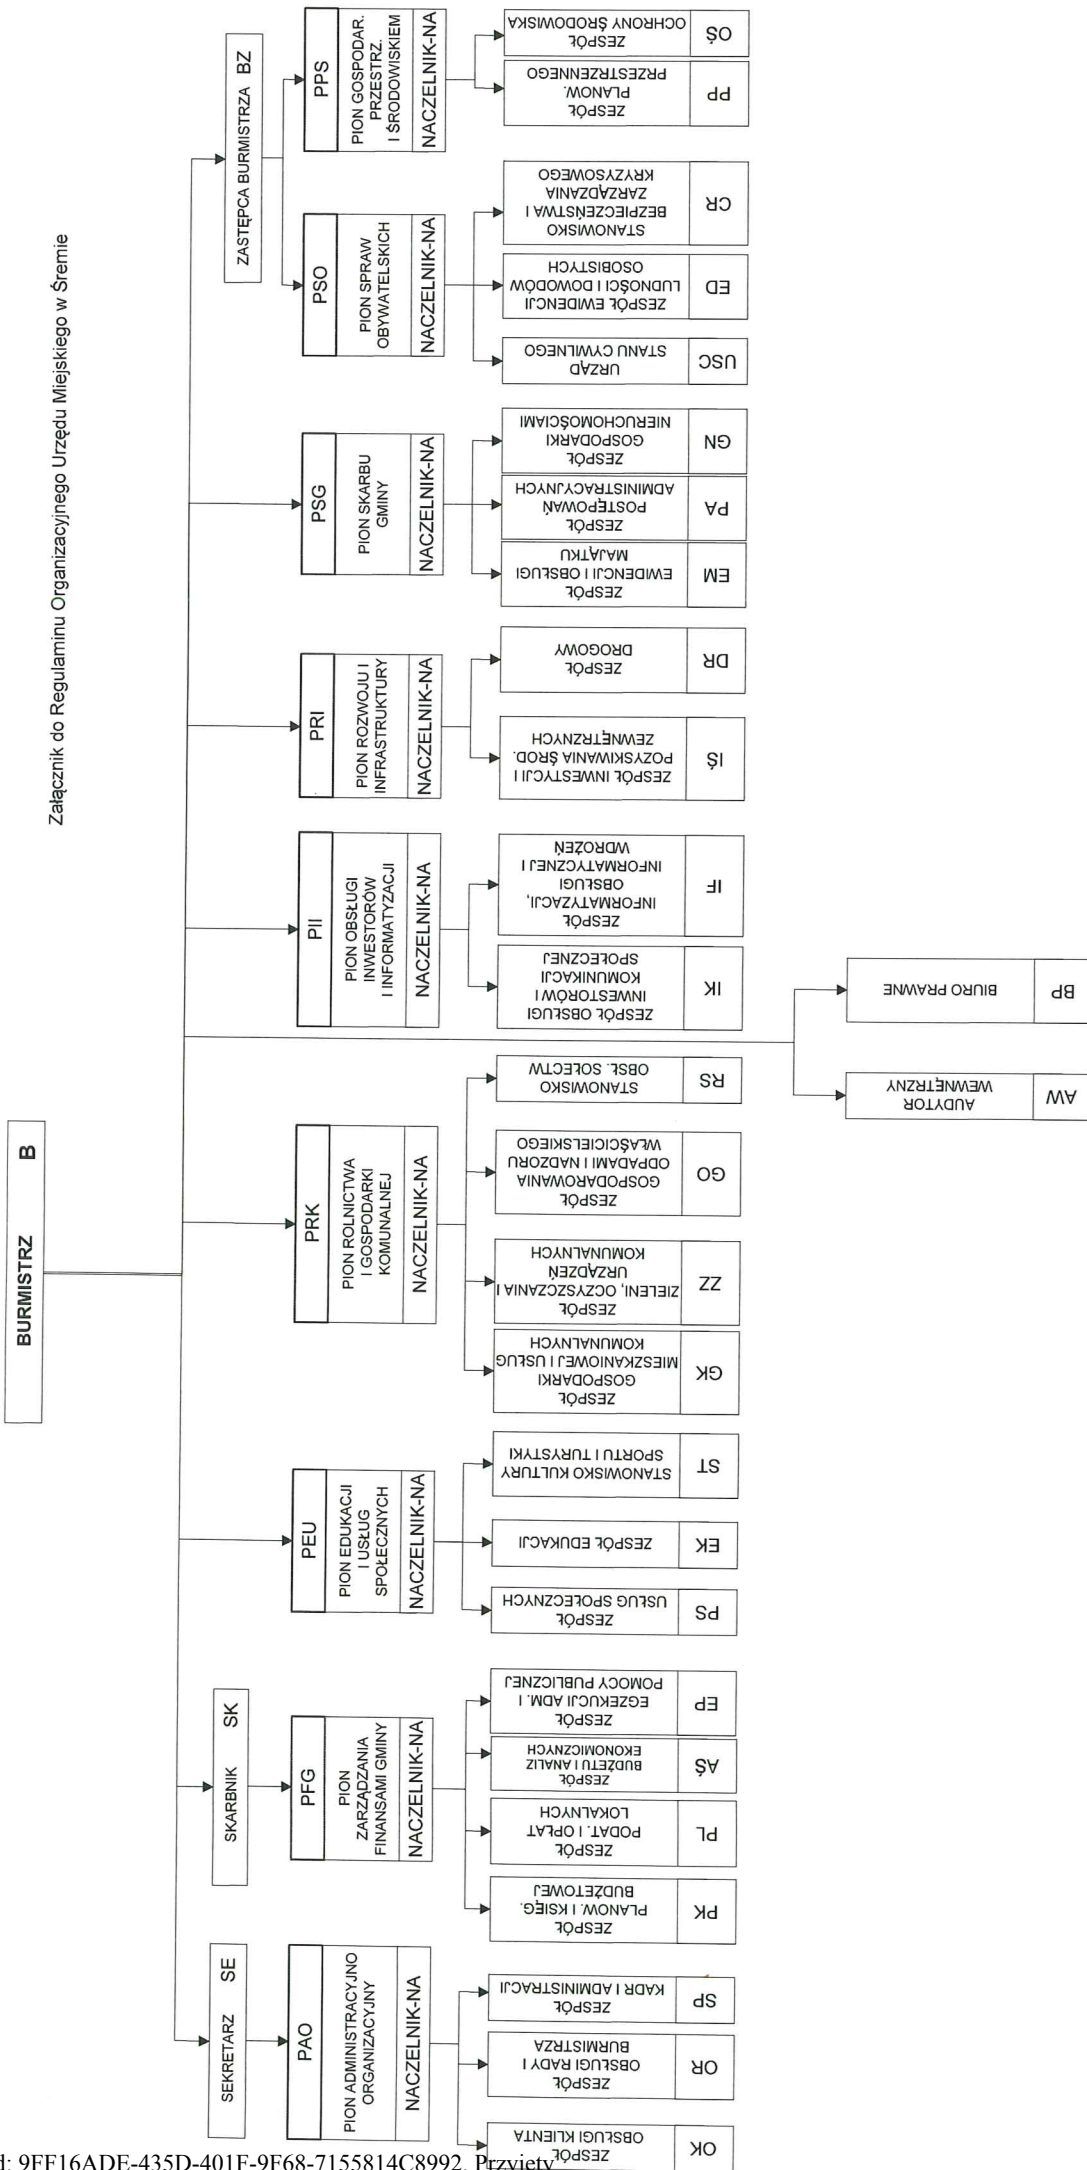 Załącznik do Regulaminu Organizacyjnego Urzędu Miejskiego w Śremie
BURMISTRZ B
SEKRETARZ SE
SKARBNIK SK
ZASTĘPCA BURMISTRZA BZ
PAO
PION ADMINISTRACYJNO
ORGANIZACYJNY
NACZELNIK-NA
PFG
PION
ZARZĄDZANIA
FINANSAMI GMINY
NACZELNIK-NA
PEU
PION EDUKACJI
I USŁUG
SPOŁECZNYCH
NACZELNIK-NA
PRK
PION ROLNICTWA
I GOSPODARKI
KOMUNALNEJ
NACZELNIK-NA
PII
PION OBSŁUGI
INWESTORÓW
I INFORMATYZACJI
NACZELNIK-NA
PRI
PION ROZWOJU I
INFRASTRUKTURY
NACZELNIK-NA
PSG
PION SKARBU
GMINY
NACZELNIK-NA
PSO
PION SPRAW
OBYWATELSKICH
NACZELNIK-NA
PPS
PION GOSPODAR.
PRZESTRZ.
I ŚRODOWISKIEM
NACZELNIK-NA
ZESPÓŁ
OBSŁUGI KLIENTA
OK
ZESPÓŁ
OBSŁUGI RADY I
BURMISTRZA
OR
ZESPÓŁ
KADR I ADMINISTRACJI
SP
ZESPÓŁ
PLANOW. I KSIĘG.
BUDŻETOWEJ
PK
ZESPÓŁ
PODAT. I OPŁAT
LOKALNYCH
PL
ZESPÓŁ
BUDŻETU I ANALIZ
EKONOMICZNYCH
AŚ
ZESPÓŁ
EGZEKUCJI ADM. I
POMOCY PUBLICZNEJ
EP
ZESPÓŁ
USŁUG SPOŁECZNYCH
PS
ZESPÓŁ EDUKACJI
EK
STANOWISKO KULTURY
SPORTU I TURYSTYKI
ST
ZESPÓŁ
GOSPODARKI
MIESZKANIOWEJ I USŁUG
KOMUNALNYCH
GK
ZESPÓŁ
ZIELENI, OCZYSZCZANIA I
URZĄDZEŃ
KOMUNALNYCH
ZZ
ZESPÓŁ
GOSPODAROWANIA
ODPADAMI I NADZORU
WŁAŚCICIELSKIEGO
GO
STANOWISKO
OBSŁ. SOŁECTW
RS
ZESPÓŁ OBSŁUGI
INWESTORÓW I
KOMUNIKACJI
SPOŁECZNEJ
IK
ZESPÓŁ
INFORMATYZACJI,
OBSŁUGI
INFORMATYCZNEJ I
WDROŻEŃ
IF
ZESPÓŁ INWESTYCJI I
POZYSKIWANIA ŚROD.
ZEWNĘTRZNYCH
IŚ
ZESPÓŁ
DROGOWY
DR
ZESPÓŁ
EWIDENCJI I OBSŁUGI
MAJĄTKU
EM
ZESPÓŁ
POSTĘPOWAŃ
ADMINISTRACYJNYCH
PA
ZESPÓŁ
GOSPODARKI
NIERUCHOMOŚCIAMI
GN
URZĄD
STANU CYWILNEGO
USC
ZESPÓŁ EWIDENCJI
LUDNOŚCI I DOWODÓW
OSOBISTYCH
ED
STANOWISKO
BEZPIECZEŃSTWA I
ZARZĄDZANIA
KRYZYSOWEGO
CR
ZESPÓŁ
PLANOW.
PRZESTRZENNEGO
PP
ZESPÓŁ
OCHRONY ŚRODOWISKA
OŚ
AUDYTOR
WEWNĘTRZNY
AW
BIURO PRAWNE
BP
d: 9FF16ADE-435D-401F-9F68-7155814C8992. Przyjęty